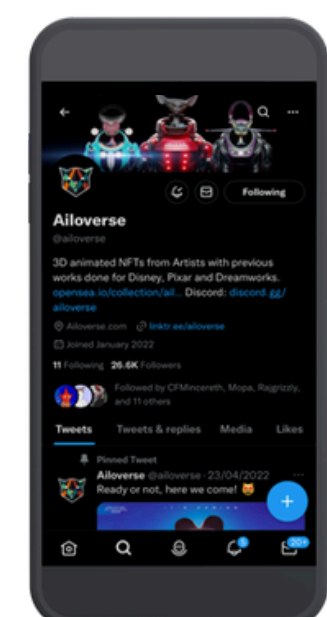 Following
Ailoverse
@ailoverse
3D animated NFTs from Artists with previous
works done for Disney, Pixar and Dreamworks.
opensea.io/collection/ail... Discord: discord.gg/
ailoverse
Ailoverse.com linktr.ee/ailoverse
Joined January 2022
11 Following 26.6K Followers
Followed by CFMincereth, Mopa, Rajgrizzly,
and 11 others
Tweets Tweets & replies Media Likes
Pinned Tweet
Ailoverse @ailoverse · 23/04/2022 ...
Ready or not, here we come!
5 20+